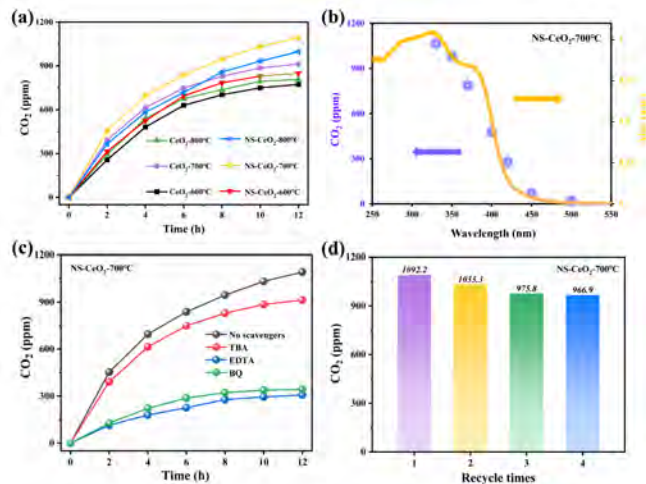 (a)
1200
900
600
300
0
CO₂ (ppm)
CeO₂-800°C
NS-CeO₂-800°C
CeO₂-700°C
NS-CeO₂-700°C
CeO₂-600°C
NS-CeO₂-600°C
0 2 4 6 8 10 12
Time (h)
(b)
NS-CeO₂-700°C
1200
900
600
300
0
CO₂ (ppm)
250 300 350 400 450 500 550
Wavelength (nm)
(c)
NS-CeO₂-700°C
1200
900
600
300
0
CO₂ (ppm)
No scavengers
TBA
EDTA
BQ
0 2 4 6 8 10 12
Time (h)
(d)
NS-CeO₂-700°C
1200
900
600
300
0
CO₂ (ppm)
1092.2
1033.3
975.8
966.9
1 2 3 4
Recycle times